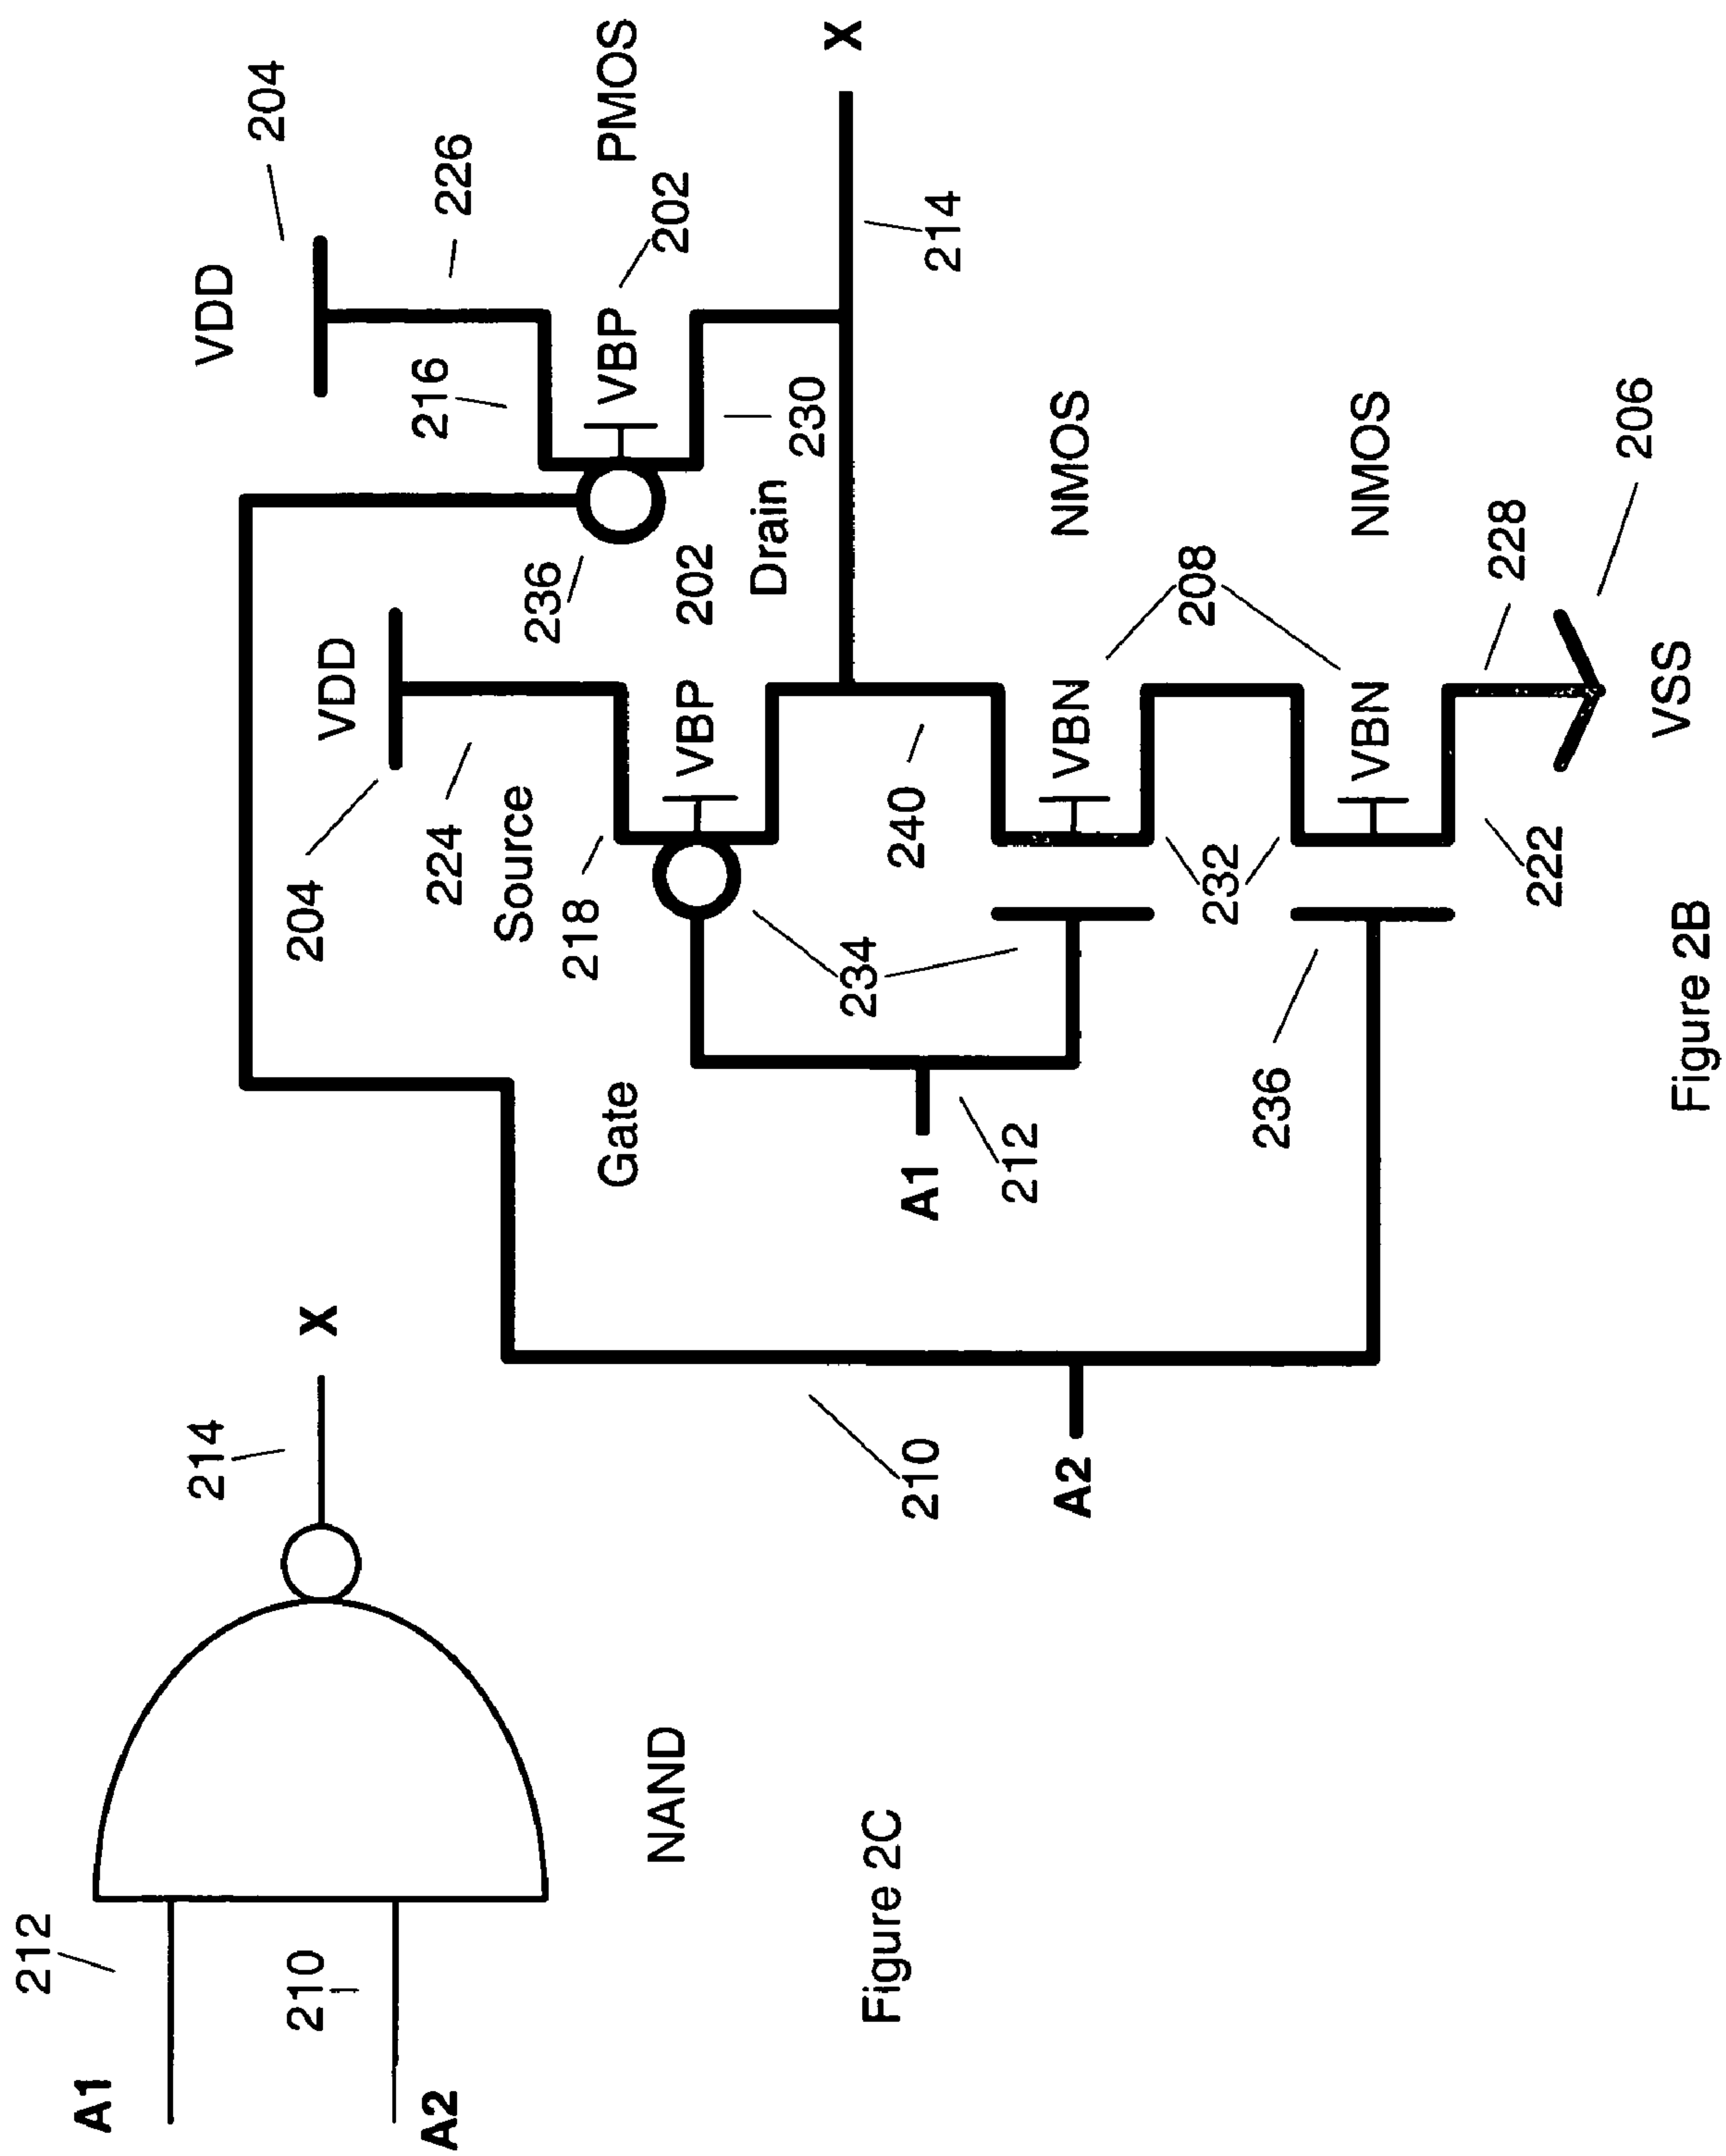 VDD
204
226
216
PMOS
VBP
202
236
230
X
214
VDD
204
224
Source
218
VBP
202
Drain
Gate
234
240
A1
212
NMOS
VBN
208
232
NMOS
VBN
236
210
A2
222
228
206
VSS
Figure 2B
212
A1
210
A2
214
X
NAND
Figure 2C